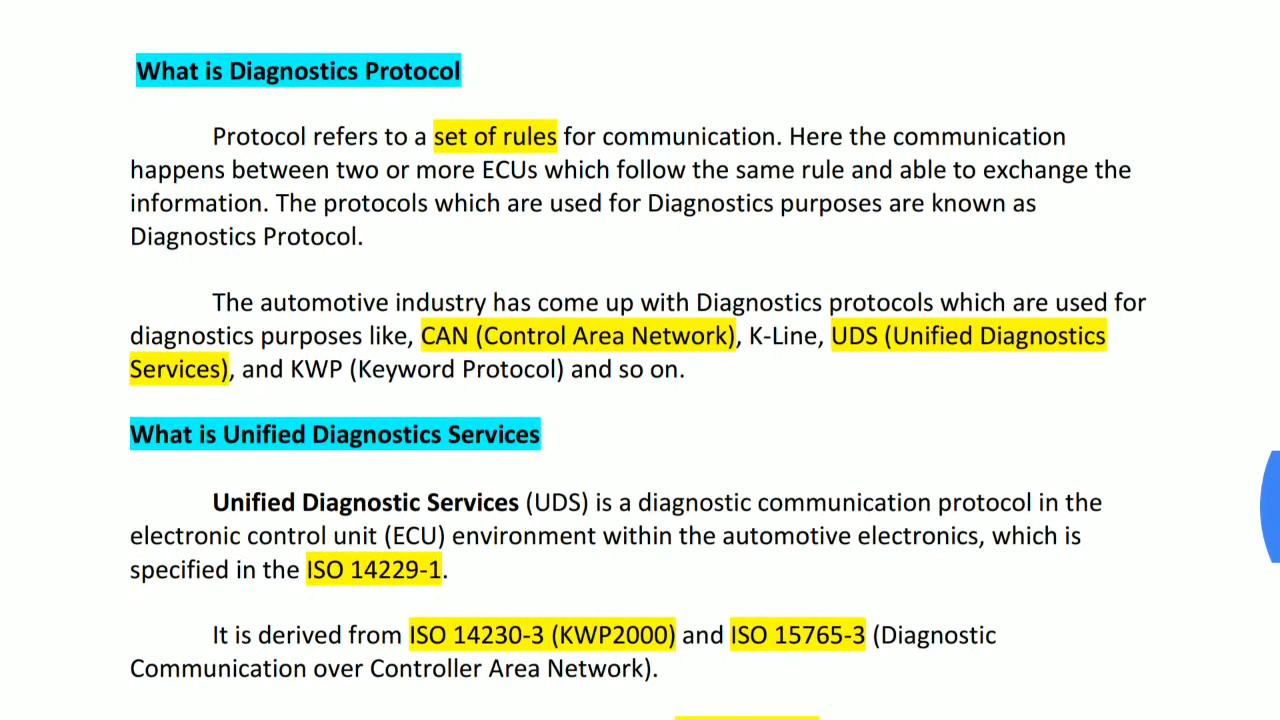 What is Diagnostics Protocol
Protocol refers to a set of rules for communication. Here the communication
happens between two or more ECUs which follow the same rule and able to exchange the
information. The protocols which are used for Diagnostics purposes are known as
Diagnostics Protocol.
The automotive industry has come up with Diagnostics protocols which are used for
diagnostics purposes like, CAN (Control Area Network), K-Line, UDS (Unified Diagnostics
Services), and KWP (Keyword Protocol) and so on.
What is Unified Diagnostics Services
Unified Diagnostic Services (UDS) is a diagnostic communication protocol in the
electronic control unit (ECU) environment within the automotive electronics, which is
specified in the ISO 14229-1.
It is derived from ISO 14230-3 (KWP2000) and ISO 15765-3 (Diagnostic
Communication over Controller Area Network).